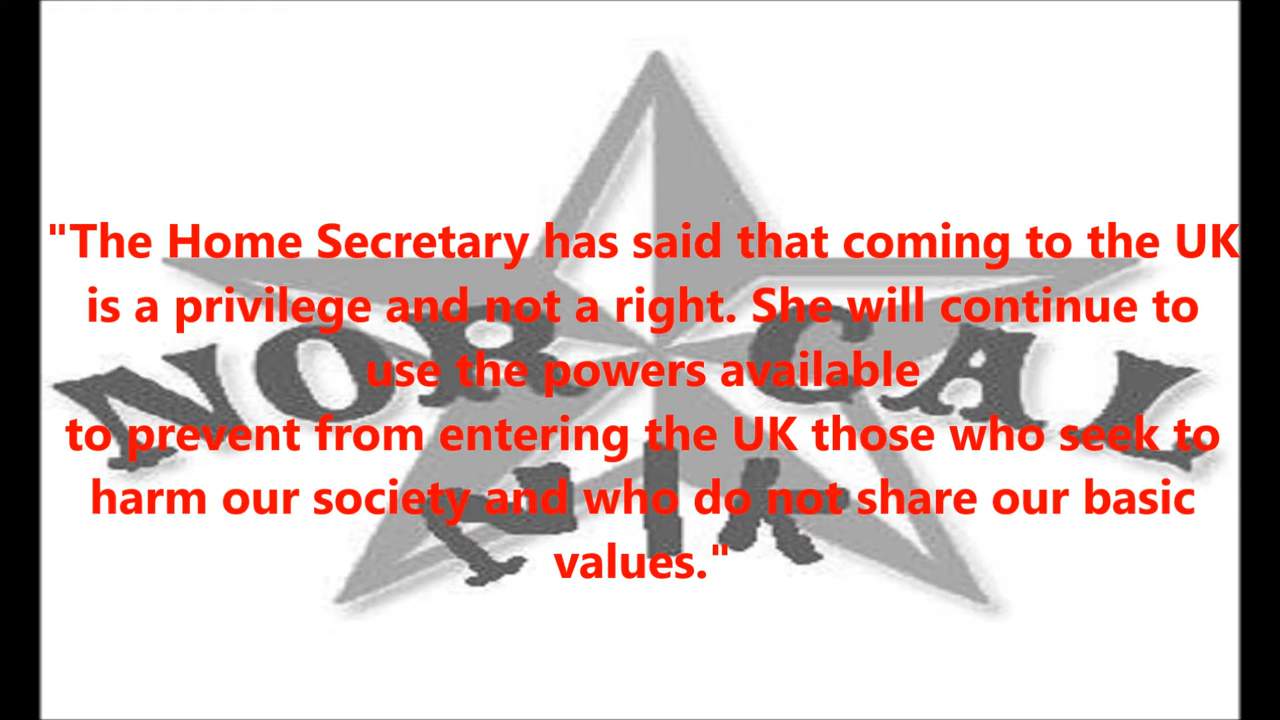 "The Home Secretary has said that coming to the UK
is a privilege and not a right. She will continue to
use the powers available
to prevent from entering the UK those who seek to
harm our society and who do not share our basic
values."
NOR CAL